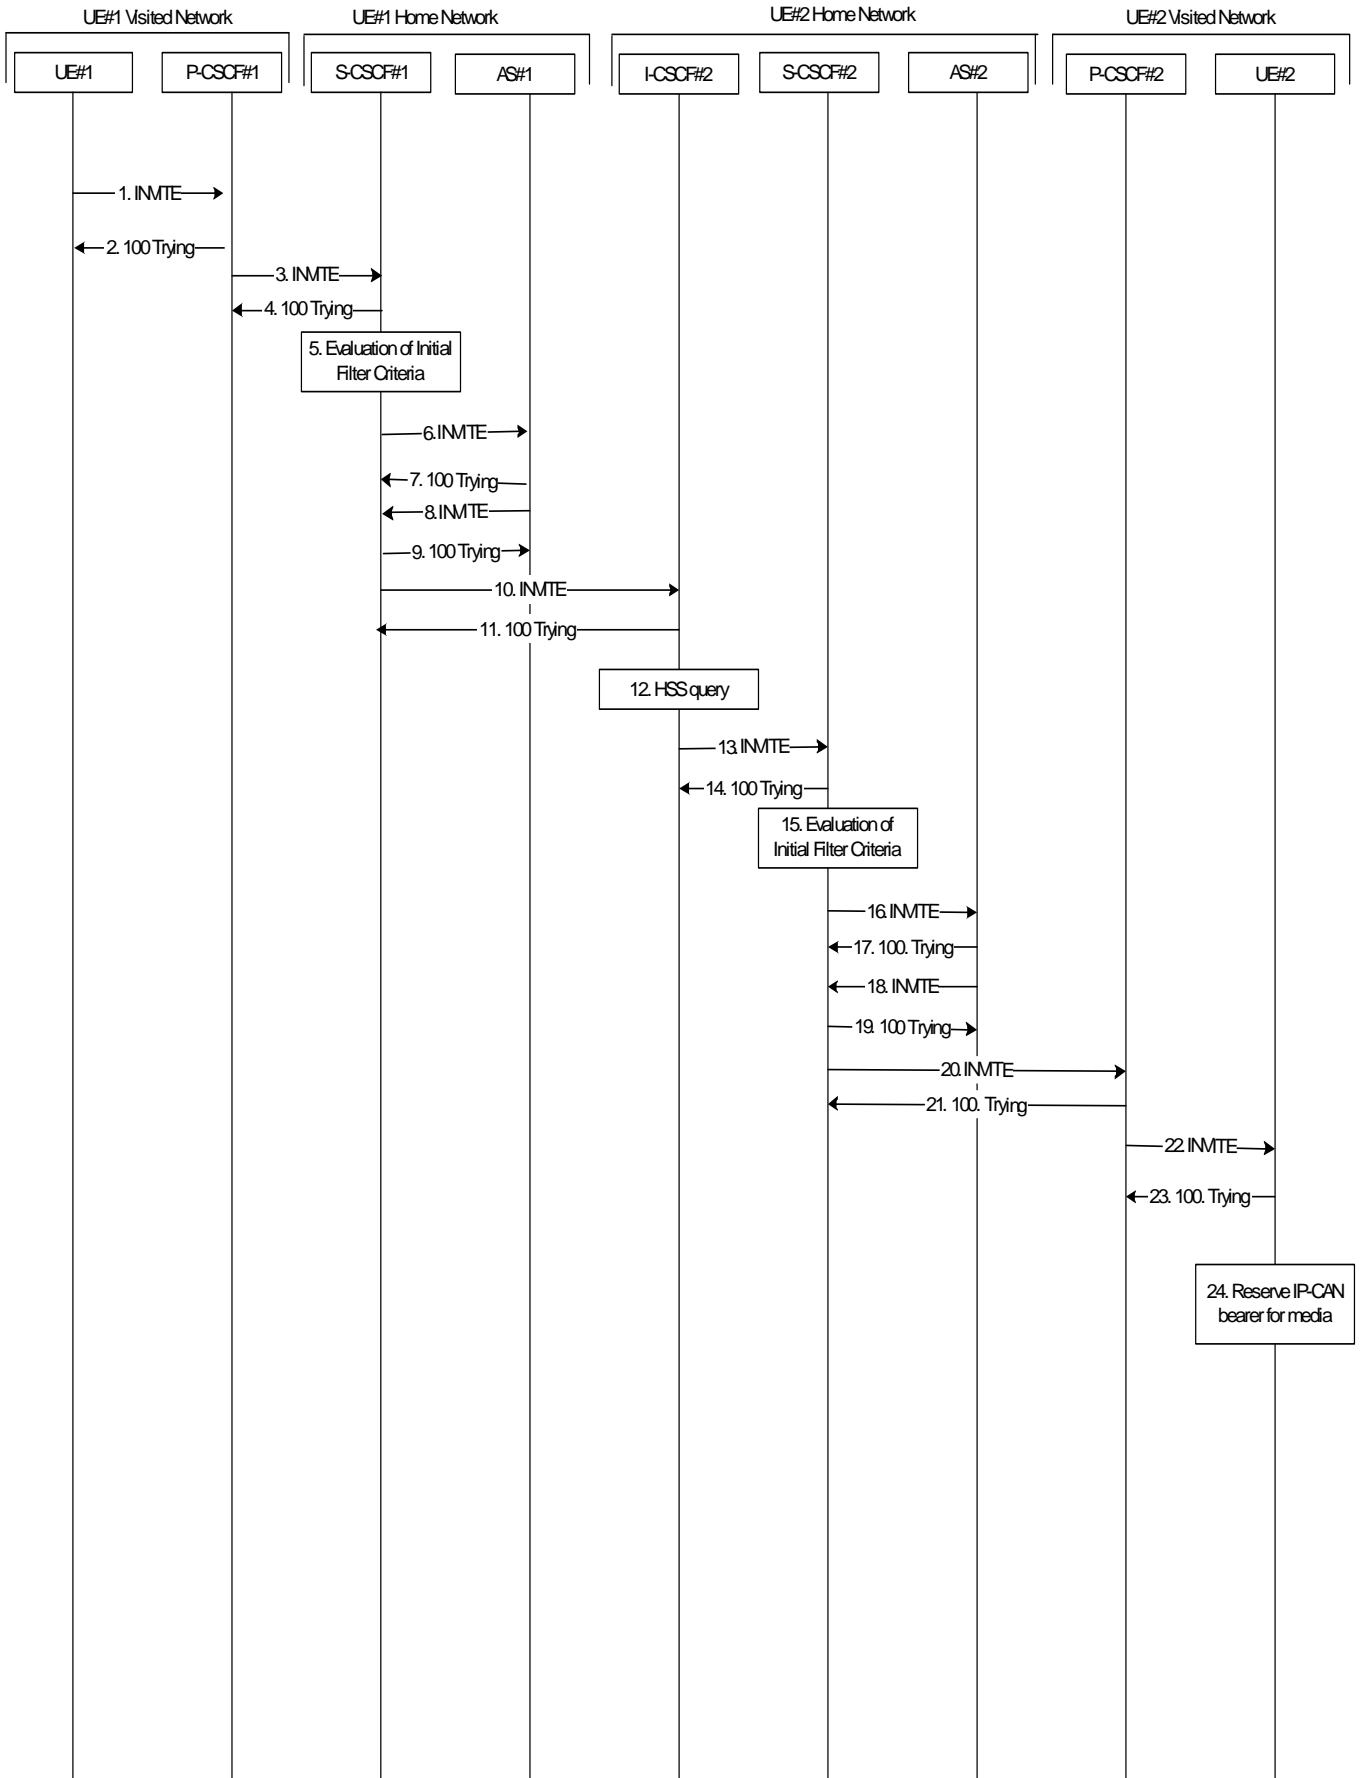 UE#1 Visited Network
UE#1 Home Network
UE#2 Home Network
UE#2 Visited Network
UE#1
P-CSCF#1
S-CSCF#1
AS#1
I-CSCF#2
S-CSCF#2
AS#2
P-CSCF#2
UE#2
1. INVITE
2. 100 Trying
3. INVITE
4. 100 Trying
5. Evaluation of Initial
Filter Criteria
6. INVITE
7. 100 Trying
8. INVITE
9. 100 Trying
10. INVITE
11. 100 Trying
12. HSS query
13. INVITE
14. 100 Trying
15. Evaluation of
Initial Filter Criteria
16. INVITE
17. 100. Trying
18. INVITE
19. 100 Trying
20. INVITE
21. 100. Trying
22. INVITE
23. 100. Trying
24. Reserve IP-CAN
bearer for media